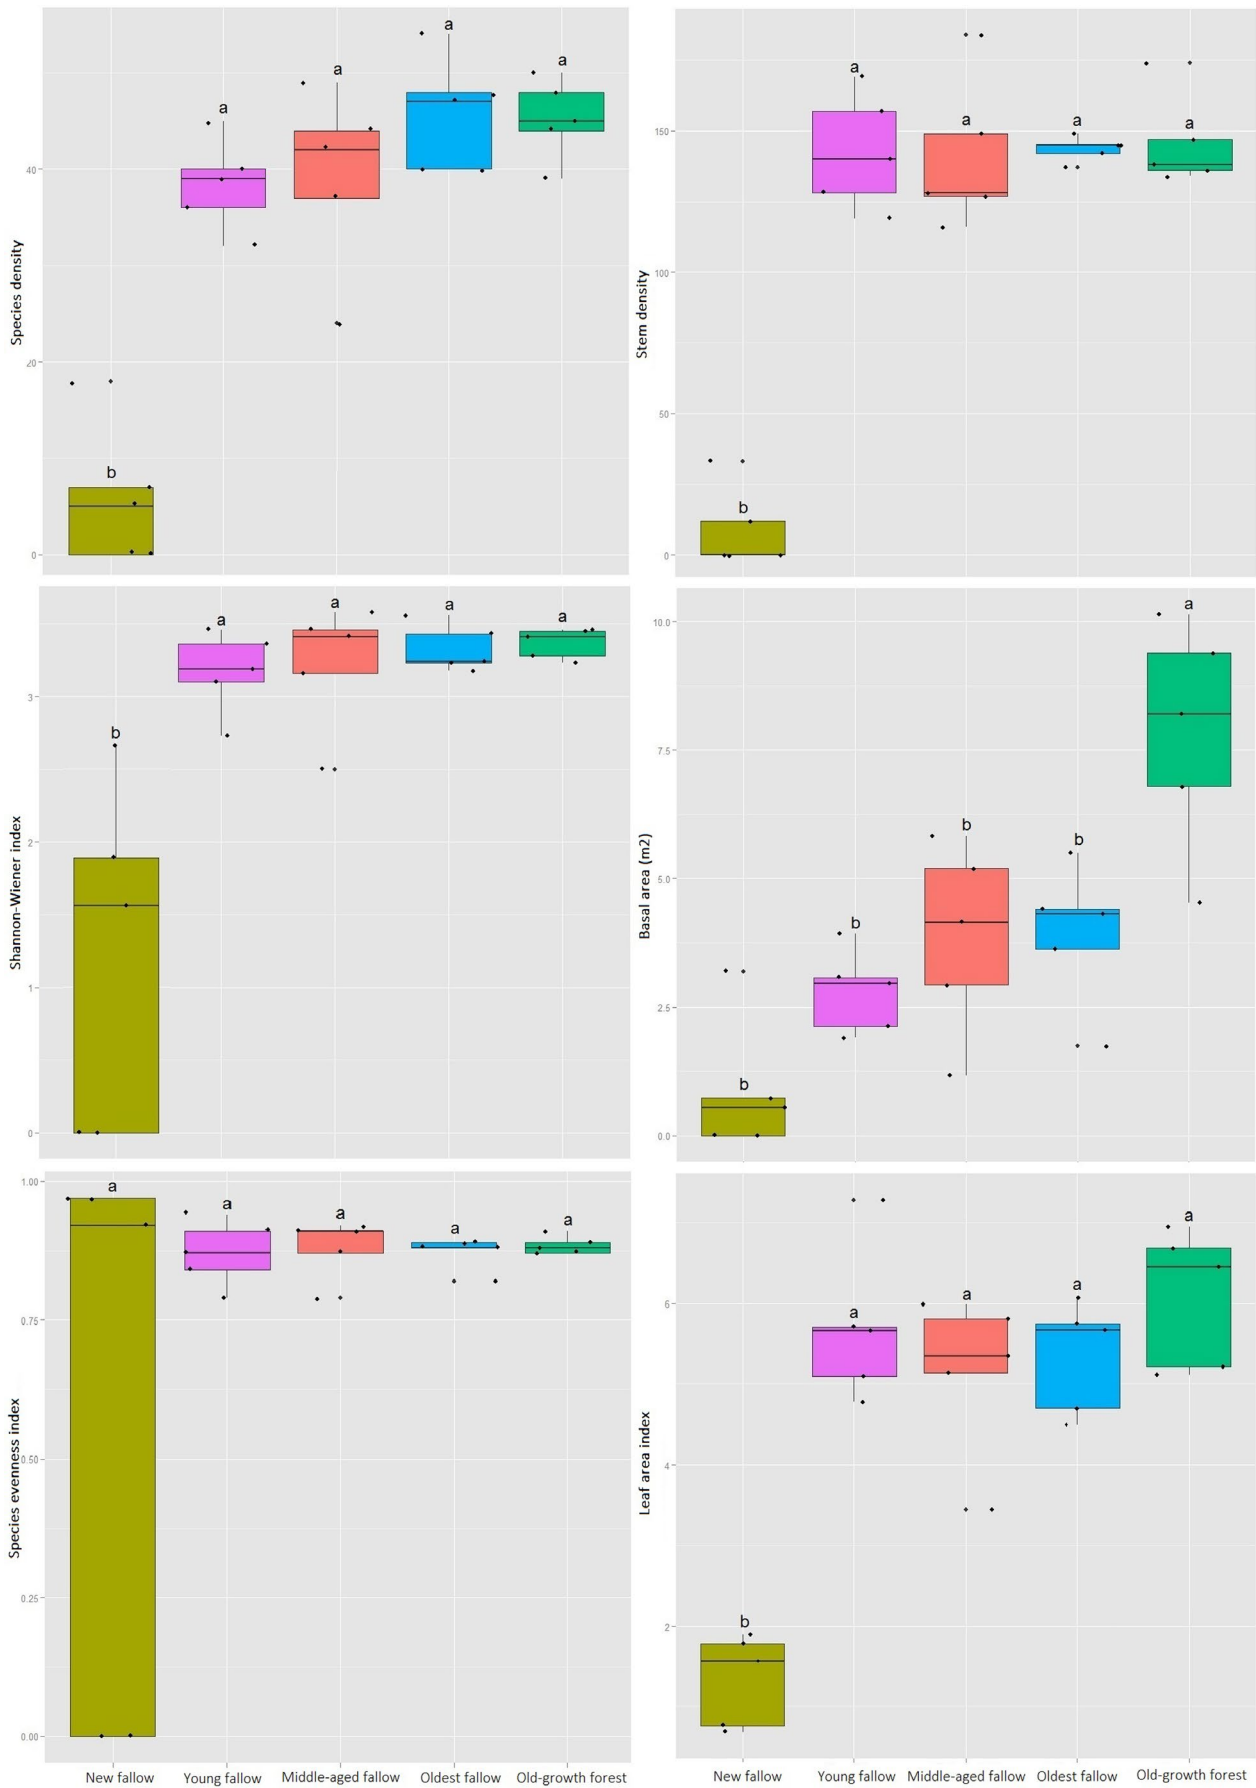 Species density
40
20
0
a
a
a
a
b
Stem density
150
100
50
0
a
a
a
a
b
Shannon-Wiener index
3
2
1
0
b
a
a
a
a
Basal area (m2)
10.0
7.5
5.0
2.5
0.0
a
b
b
b
b
Species evenness index
1.00
0.75
0.50
0.25
0.00
a
a
a
a
a
New fallow
Young fallow
Middle-aged fallow
Oldest fallow
Old-growth forest
Leaf area index
6
4
2
a
a
a
a
b
New fallow
Young fallow
Middle-aged fallow
Oldest fallow
Old-growth forest